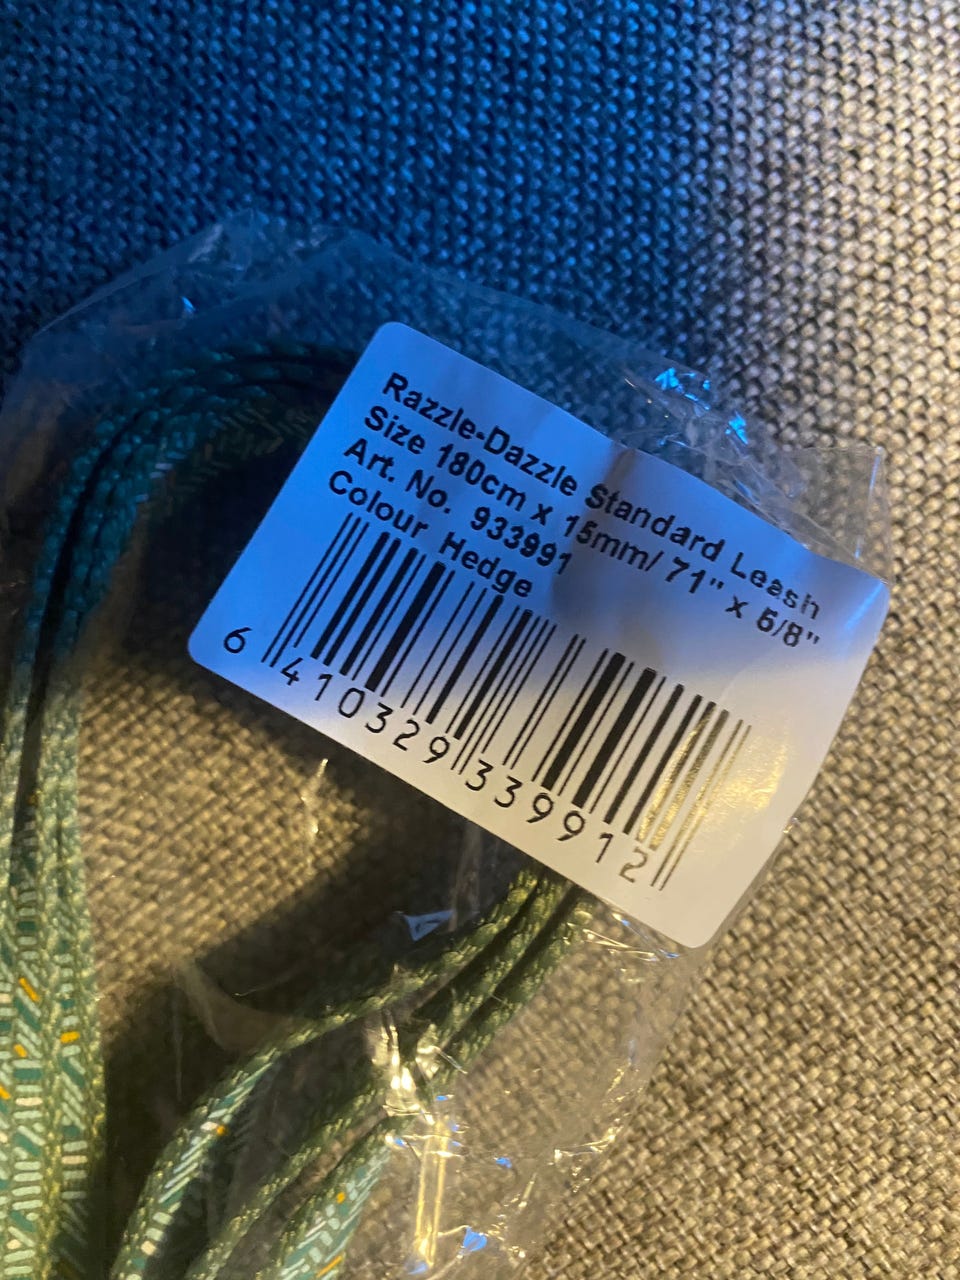 Razzle-Dazzle Standard Leash
Size 180cm x 15mm/ 71" x 5/8"
Art. No. 933991
Colour Hedge
6 410329 339912